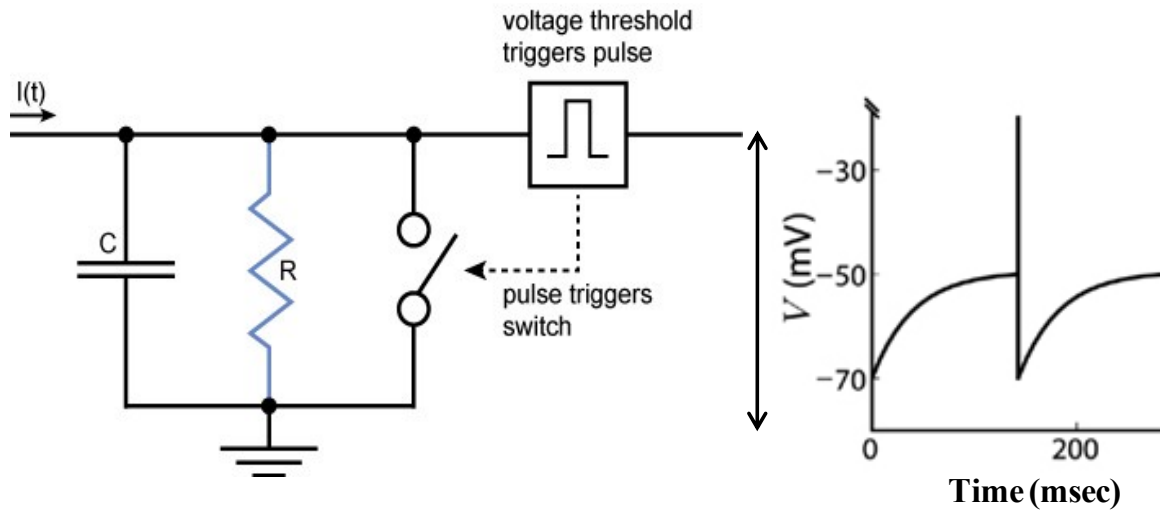 voltage threshold
triggers pulse
I(t)
C
R
pulse triggers
switch
V (mV)
−30
−50
−70
0
200
Time (msec)